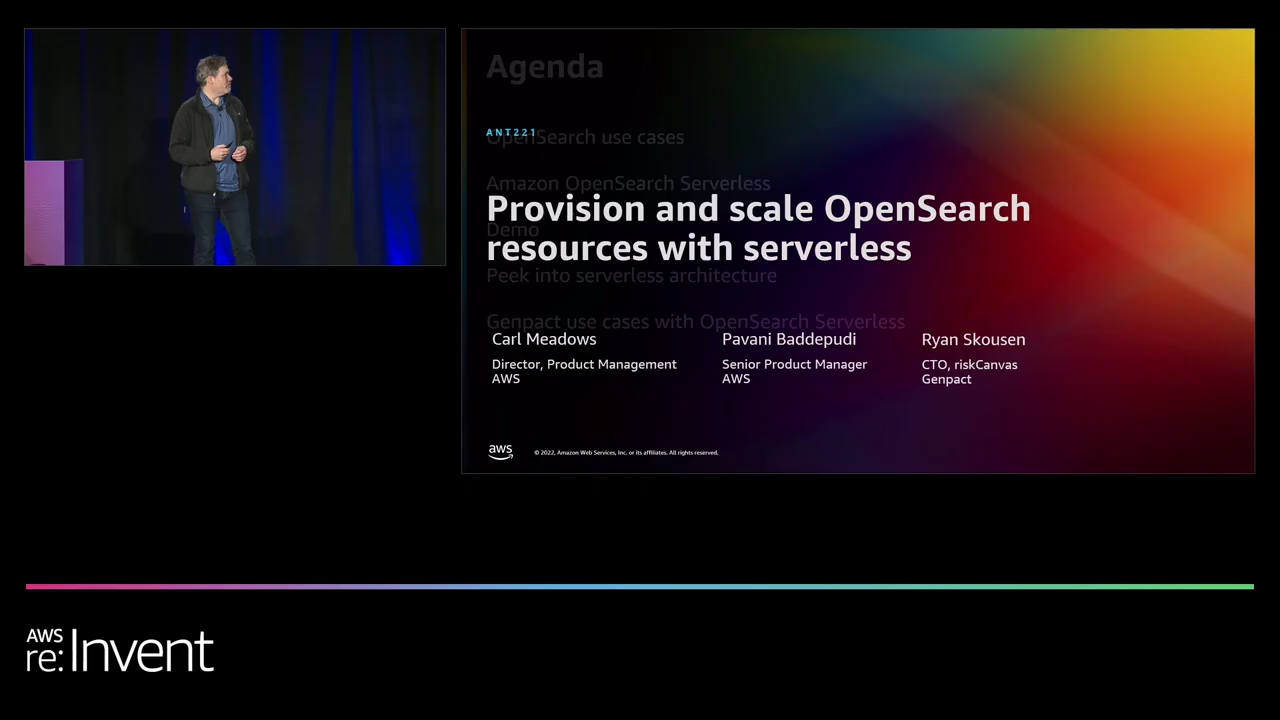 Agenda
ANT221
OpenSearch use cases
Amazon OpenSearch Serverless
Provision and scale OpenSearch
Demo
resources with serverless
Peek into serverless architecture
Genpact use cases with OpenSearch Serverless
Carl Meadows
Director, Product Management
AWS
Pavani Baddepudi
Senior Product Manager
AWS
Ryan Skousen
CTO, riskCanvas
Genpact
aws
© 2022, Amazon Web Services, Inc. or its affiliates. All rights reserved.
AWS
re:Invent